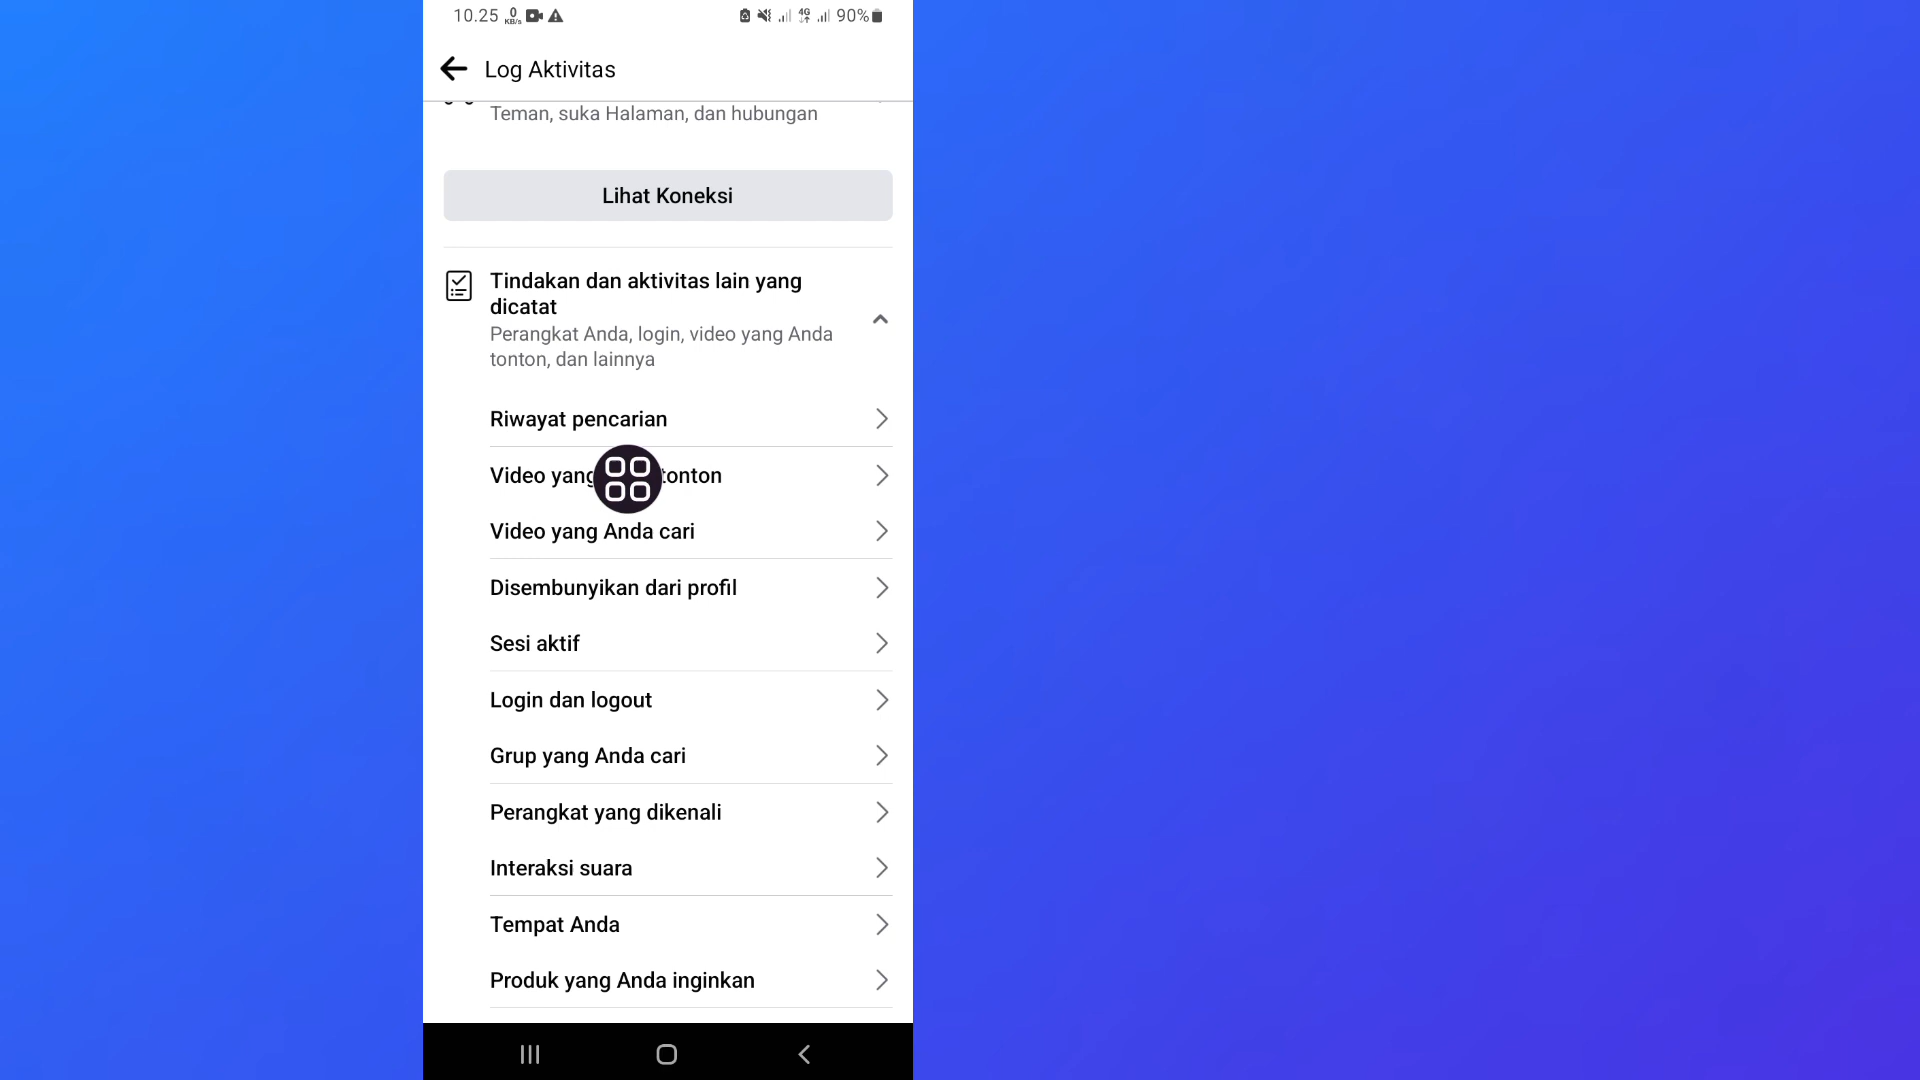 10.25 0 KB/s 4G 90%
Log Aktivitas
Teman, suka Halaman, dan hubungan
Lihat Koneksi
Tindakan dan aktivitas lain yang
dicatat
Perangkat Anda, login, video yang Anda
tonton, dan lainnya
Riwayat pencarian
Video yang tonton
Video yang Anda cari
Disembunyikan dari profil
Sesi aktif
Login dan logout
Grup yang Anda cari
Perangkat yang dikenali
Interaksi suara
Tempat Anda
Produk yang Anda inginkan